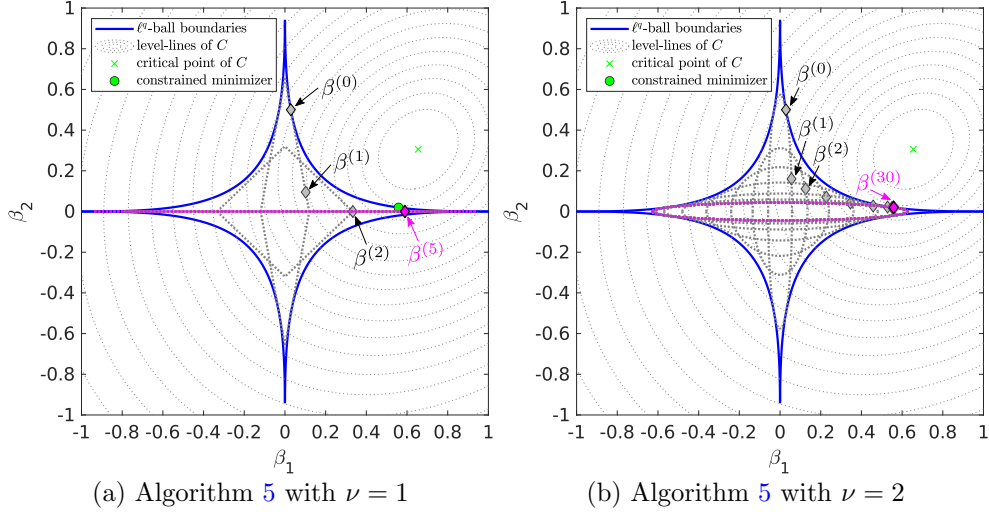 ℓ^q-ball boundaries
level-lines of C
critical point of C
constrained minimizer
β^(0)
β^(1)
β^(2)
β^(5)
1
0.8
0.6
0.4
0.2
0
-0.2
-0.4
-0.6
-0.8
-1
β_2
-1 -0.8 -0.6 -0.4 -0.2 0 0.2 0.4 0.6 0.8 1
β_1
(a) Algorithm 5 with ν = 1
ℓ^q-ball boundaries
level-lines of C
critical point of C
constrained minimizer
β^(0)
β^(1)
β^(2)
β^(30)
1
0.8
0.6
0.4
0.2
0
-0.2
-0.4
-0.6
-0.8
-1
β_2
-1 -0.8 -0.6 -0.4 -0.2 0 0.2 0.4 0.6 0.8 1
β_1
(b) Algorithm 5 with ν = 2